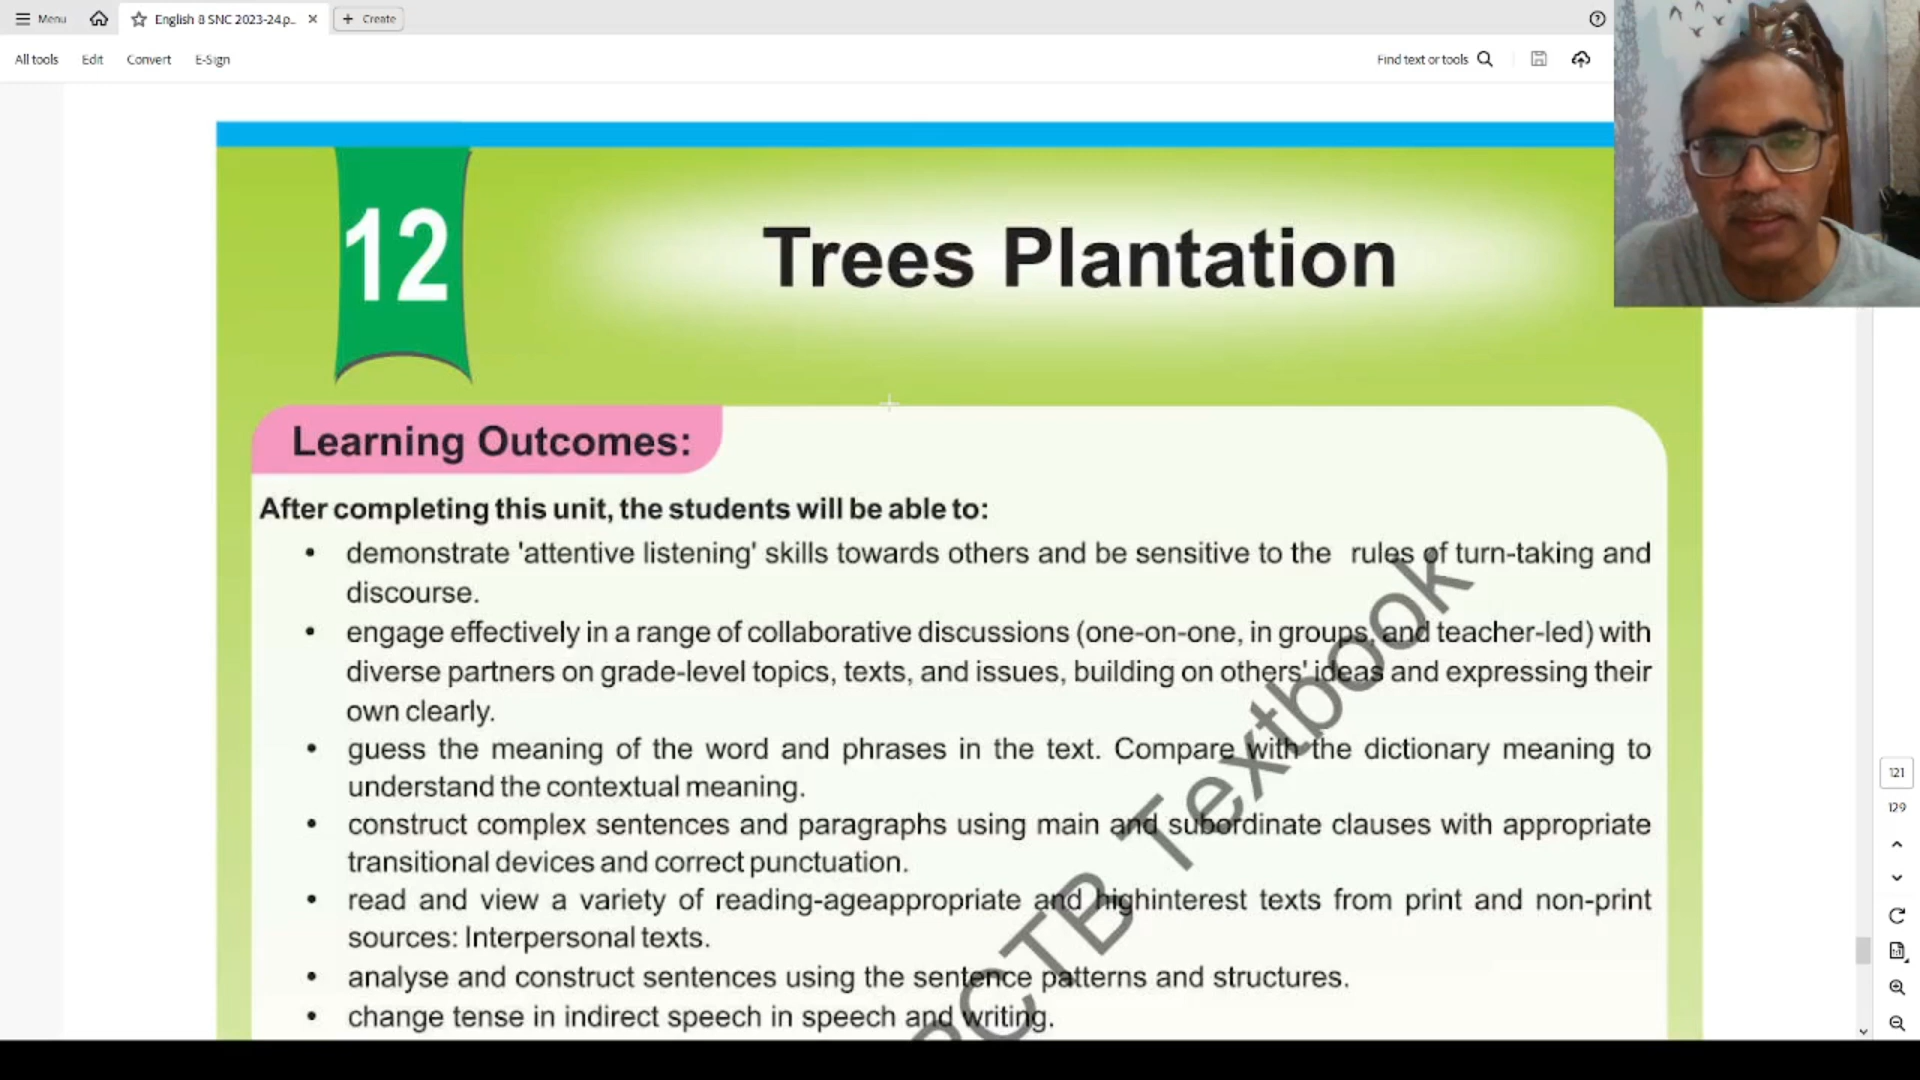 Menu
English 8 SNC 2023-24.p...
Create
All tools Edit Convert E-Sign
Find text or tools
12
Trees Plantation
Learning Outcomes:
After completing this unit, the students will be able to:
• demonstrate 'attentive listening' skills towards others and be sensitive to the rules of turn-taking and
discourse.
• engage effectively in a range of collaborative discussions (one-on-one, in groups, and teacher-led) with
diverse partners on grade-level topics, texts, and issues, building on others' ideas and expressing their
own clearly.
• guess the meaning of the word and phrases in the text. Compare with the dictionary meaning to
understand the contextual meaning.
• construct complex sentences and paragraphs using main and subordinate clauses with appropriate
transitional devices and correct punctuation.
• read and view a variety of reading-ageappropriate and highinterest texts from print and non-print
sources: Interpersonal texts.
• analyse and construct sentences using the sentence patterns and structures.
• change tense in indirect speech in speech and writing.
PCTB Textbook
121
129